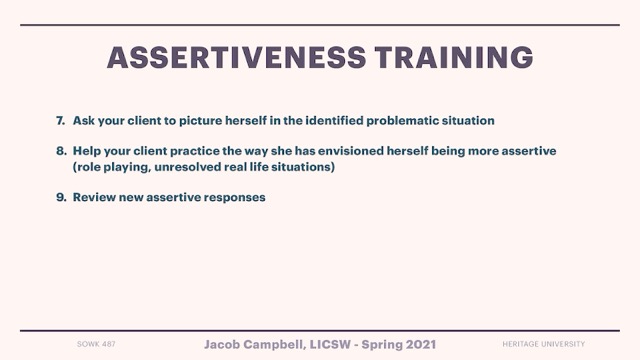 ASSERTIVENESS TRAINING
7. Ask your client to picture herself in the identified problematic situation
8. Help your client practice the way she has envisioned herself being more assertive
(role playing, unresolved real life situations)
9. Review new assertive responses
SOWK 487
Jacob Campbell, LICSW - Spring 2021
HERITAGE UNIVERSITY